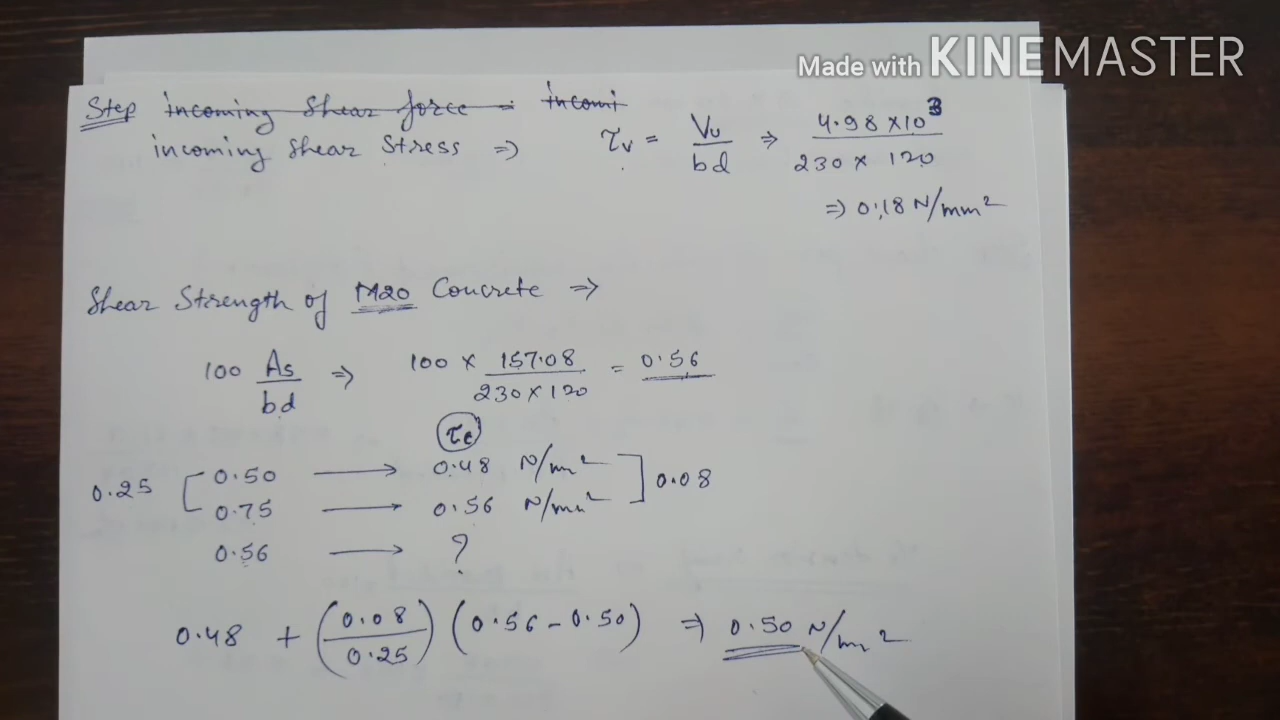 Made with KINEMASTER
Step incoming Shear force = incomi
incoming Shear Stress ⇒ τv = Vu/bd ⇒ 4.98 × 10³/230 × 120
⇒ 0.18 N/mm²
Shear Strength of M20 Concrete ⇒
100 As/bd ⇒ 100 × 157.08/230 × 120 = 0.56
τc
0.25 [ 0.50 → 0.48 N/mm² ] 0.08
0.75 → 0.56 N/mm²
0.56 → ?
0.48 + (0.08/0.25) (0.56 - 0.50) ⇒ 0.50 N/mm²